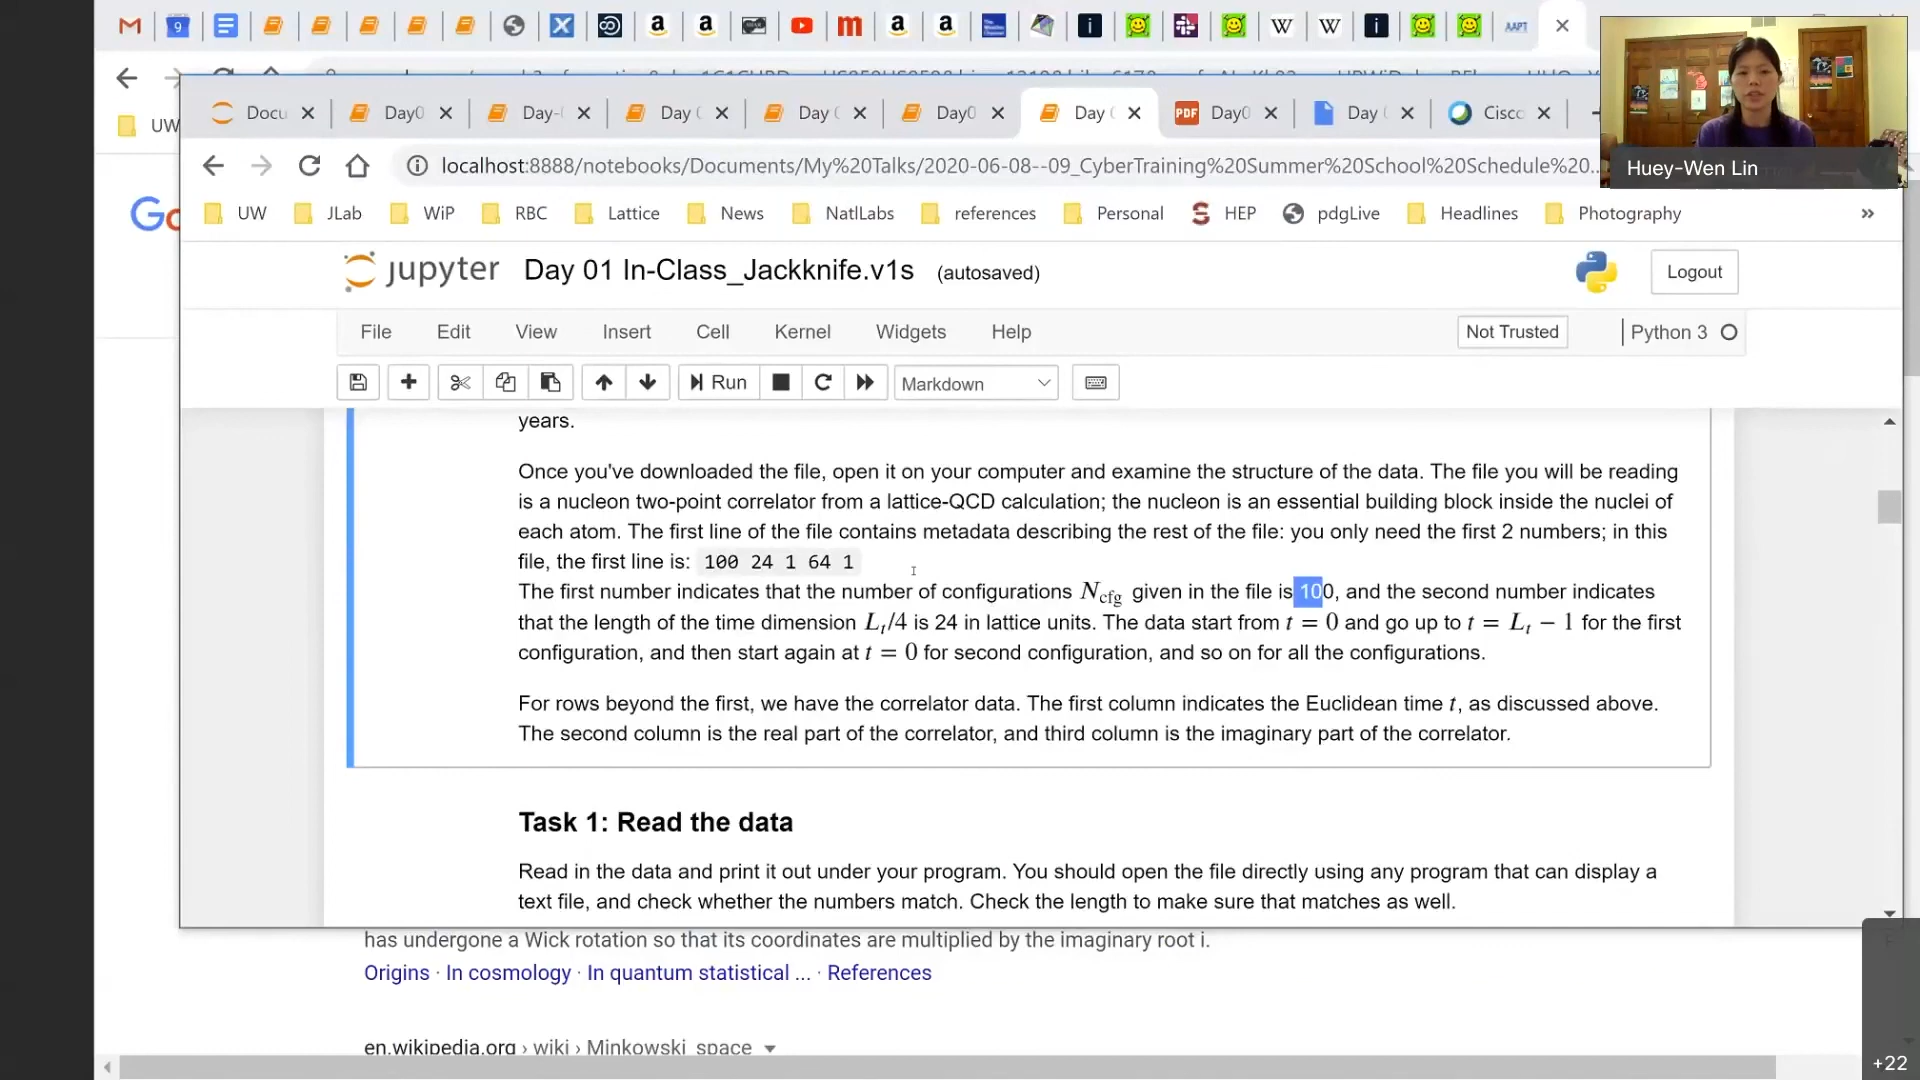 9
AAPT
Docu
Day0
Day-
Day
Day
Day0
Day
PDF
Day0
Day
Cisco
localhost:8888/notebooks/Documents/My%20Talks/2020-06-08--09_CyberTraining%20Summer%20School%20Schedule%20...
Huey-Wen Lin
UW
UW
JLab
WiP
RBC
Lattice
News
NatlLabs
references
Personal
HEP
pdgLive
Headlines
Photography
»
Go
jupyter
Day 01 In-Class_Jackknife.v1s
(autosaved)
Logout
File
Edit
View
Insert
Cell
Kernel
Widgets
Help
Not Trusted
Python 3
Run
Markdown
years.
Once you've downloaded the file, open it on your computer and examine the structure of the data. The file you will be reading
is a nucleon two-point correlator from a lattice-QCD calculation; the nucleon is an essential building block inside the nuclei of
each atom. The first line of the file contains metadata describing the rest of the file: you only need the first 2 numbers; in this
file, the first line is: 100 24 1 64 1
The first number indicates that the number of configurations N_cfg given in the file is 100, and the second number indicates
that the length of the time dimension L_t/4 is 24 in lattice units. The data start from t = 0 and go up to t = L_t − 1 for the first
configuration, and then start again at t = 0 for second configuration, and so on for all the configurations.
For rows beyond the first, we have the correlator data. The first column indicates the Euclidean time t, as discussed above.
The second column is the real part of the correlator, and third column is the imaginary part of the correlator.
Task 1: Read the data
Read in the data and print it out under your program. You should open the file directly using any program that can display a
text file, and check whether the numbers match. Check the length to make sure that matches as well.
has undergone a Wick rotation so that its coordinates are multiplied by the imaginary root i.
Origins · In cosmology · In quantum statistical ... · References
en.wikipedia.org › wiki › Minkowski_space
+22